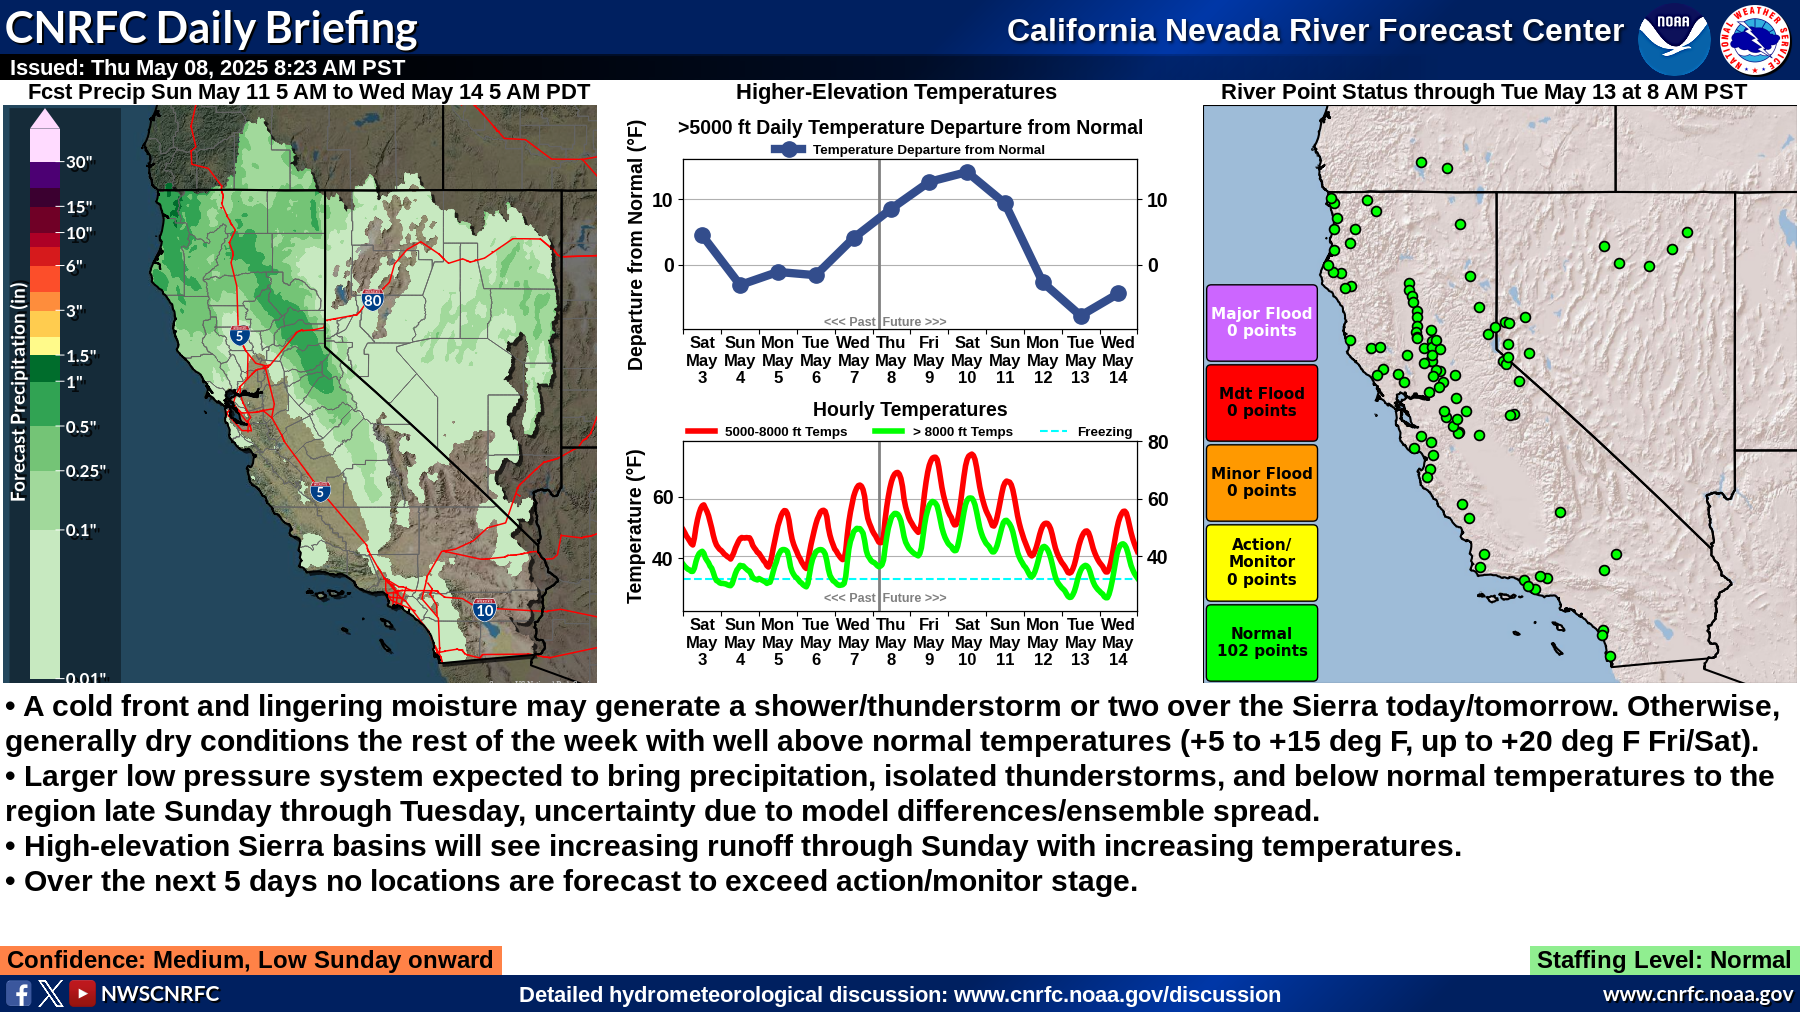 CNRFC Daily Briefing
California Nevada River Forecast Center
NOAA
NATIONAL WEATHER SERVICE
Issued: Thu May 08, 2025 8:23 AM PST
Fcst Precip Sun May 11 5 AM to Wed May 14 5 AM PDT
Forecast Precipitation (in)
30"
15"
10"
6"
3"
1.5"
1"
0.5"
0.25"
0.1"
0.01"
5
80
5
10
Higher-Elevation Temperatures
>5000 ft Daily Temperature Departure from Normal
Temperature Departure from Normal
Departure from Normal (°F)
10 10
0 0
<<< Past Future >>>
Sat Sun Mon Tue Wed Thu Fri Sat Sun Mon Tue Wed
May May May May May May May May May May May May
3 4 5 6 7 8 9 10 11 12 13 14
Hourly Temperatures
5000-8000 ft Temps > 8000 ft Temps Freezing
Temperature (°F)
80
60 60
40 40
<<< Past Future >>>
Sat Sun Mon Tue Wed Thu Fri Sat Sun Mon Tue Wed
May May May May May May May May May May May May
3 4 5 6 7 8 9 10 11 12 13 14
River Point Status through Tue May 13 at 8 AM PST
Major Flood
0 points
Mdt Flood
0 points
Minor Flood
0 points
Action/
Monitor
0 points
Normal
102 points
• A cold front and lingering moisture may generate a shower/thunderstorm or two over the Sierra today/tomorrow. Otherwise,
generally dry conditions the rest of the week with well above normal temperatures (+5 to +15 deg F, up to +20 deg F Fri/Sat).
• Larger low pressure system expected to bring precipitation, isolated thunderstorms, and below normal temperatures to the
region late Sunday through Tuesday, uncertainty due to model differences/ensemble spread.
• High-elevation Sierra basins will see increasing runoff through Sunday with increasing temperatures.
• Over the next 5 days no locations are forecast to exceed action/monitor stage.
Confidence: Medium, Low Sunday onward
Staffing Level: Normal
NWSCNRFC
Detailed hydrometeorological discussion: www.cnrfc.noaa.gov/discussion
www.cnrfc.noaa.gov